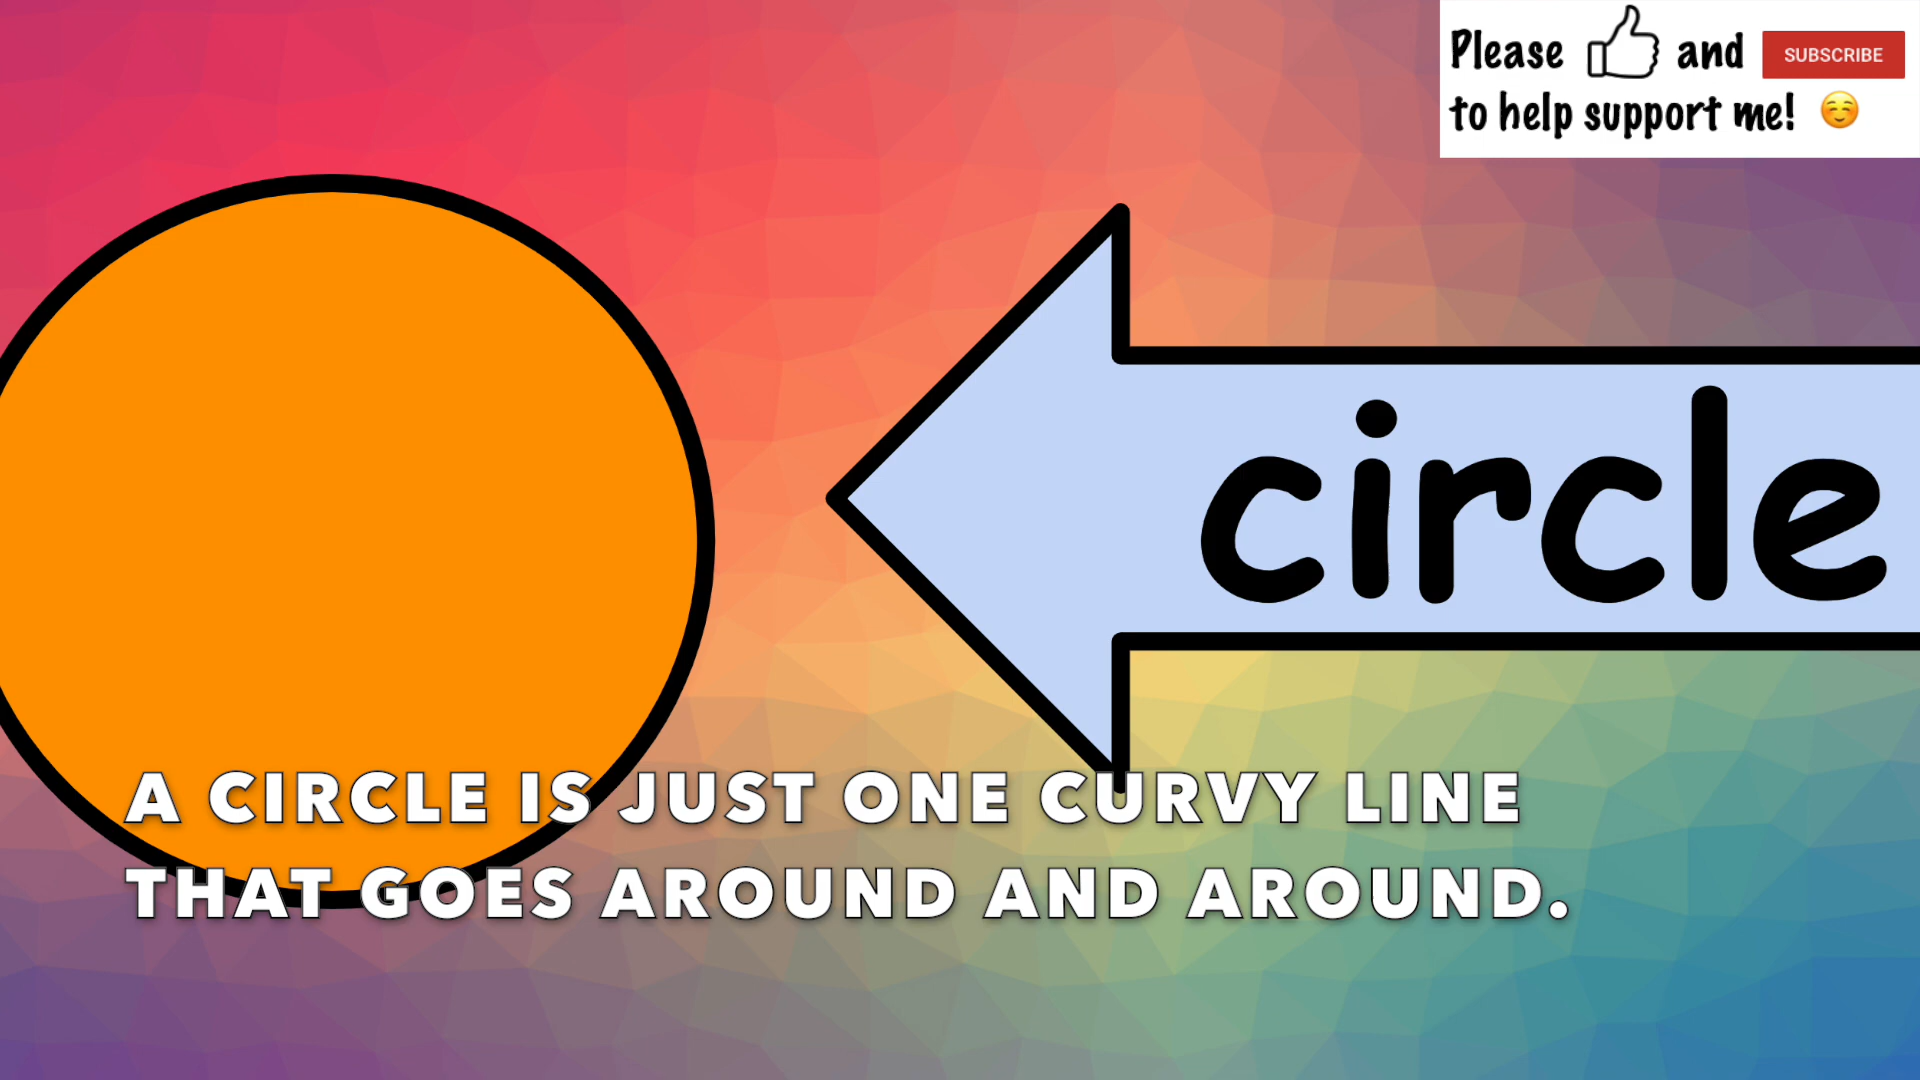 Please and SUBSCRIBE
to help support me!
circle
A CIRCLE IS JUST ONE CURVY LINE
THAT GOES AROUND AND AROUND.